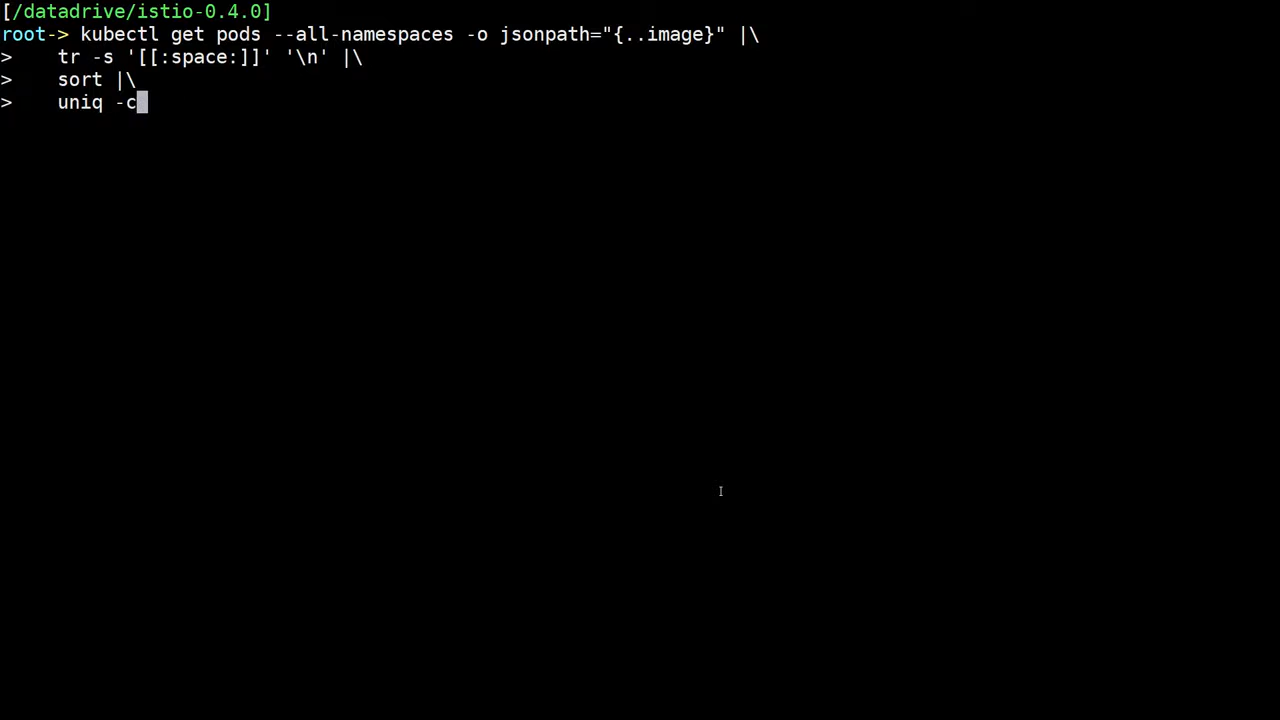 [/datadrive/istio-0.4.0]
root-> kubectl get pods --all-namespaces -o jsonpath="{..image}" |\
>    tr -s '[[:space:]]' '\n' |\
>    sort |\
>    uniq -c